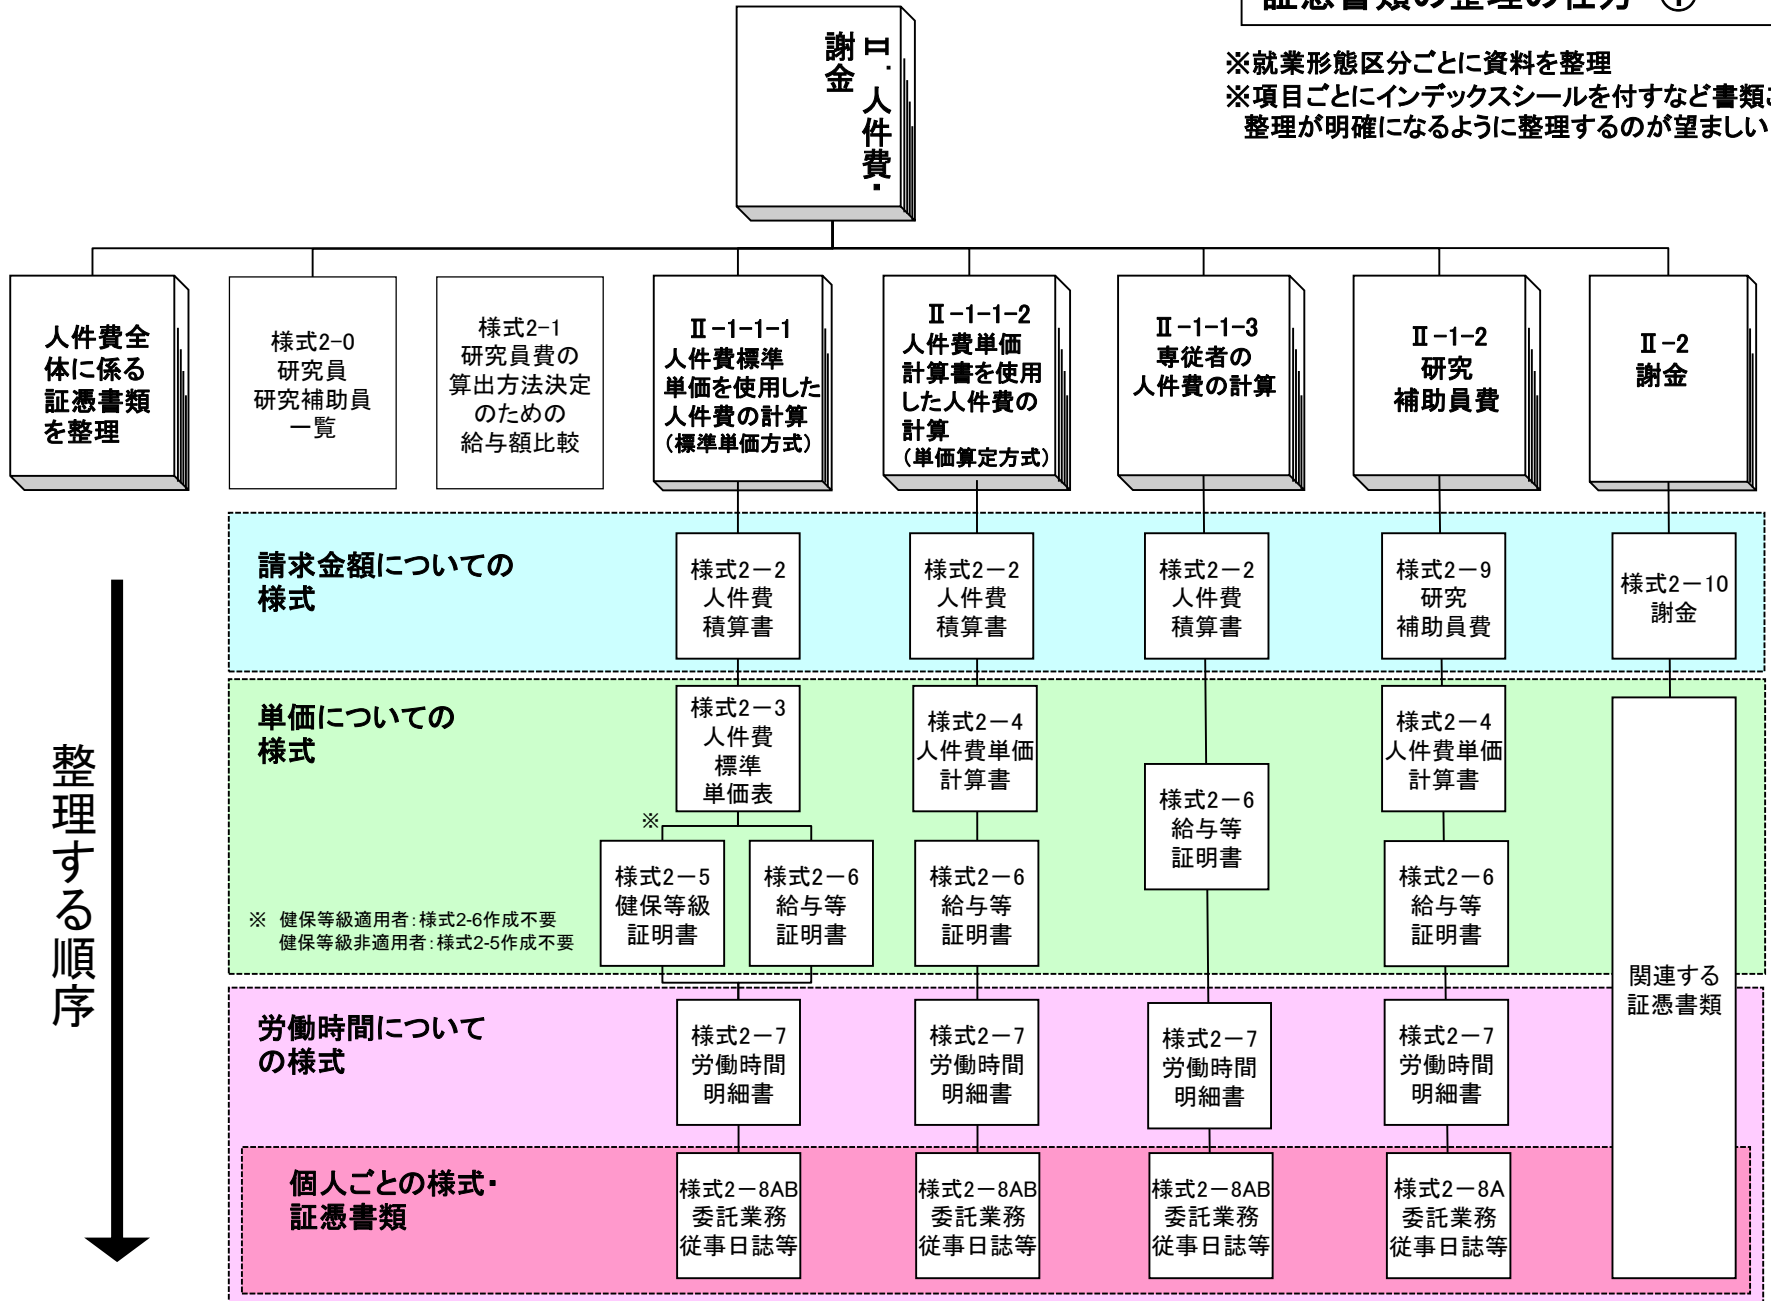 証憑書類の整理の仕方 ①
※就業形態区分ごとに資料を整理
※項目ごとにインデックスシールを付すなど書類
整理が明確になるように整理するのが望ましい
Ⅱ．人件費・
謝金
人件費全
体に係る
証憑書類
を整理
様式2-0
研究員
研究補助員
一覧
様式2-1
研究員費の
算出方法決定
のための
給与額比較
Ⅱ-1-1-1
人件費標準
単価を使用した
人件費の計算
（標準単価方式）
Ⅱ-1-1-2
人件費単価
計算書を使用
した人件費の
計算
（単価算定方式）
Ⅱ-1-1-3
専従者の
人件費の計算
Ⅱ-1-2
研究
補助員費
Ⅱ-2
謝金
整理する順序
請求金額についての
様式
様式2－2
人件費
積算書
様式2－2
人件費
積算書
様式2－2
人件費
積算書
様式2－9
研究
補助員費
様式2－10
謝金
単価についての
様式
様式2－3
人件費
標準
単価表
様式2－4
人件費単価
計算書
様式2－6
給与等
証明書
様式2－4
人件費単価
計算書
※
様式2－5
健保等級
証明書
様式2－6
給与等
証明書
様式2－6
給与等
証明書
様式2－6
給与等
証明書
※ 健保等級適用者：様式2-6作成不要
健保等級非適用者：様式2-5作成不要
関連する
証憑書類
労働時間について
の様式
様式2－7
労働時間
明細書
様式2－7
労働時間
明細書
様式2－7
労働時間
明細書
様式2－7
労働時間
明細書
個人ごとの様式・
証憑書類
様式2－8AB
委託業務
従事日誌等
様式2－8AB
委託業務
従事日誌等
様式2－8AB
委託業務
従事日誌等
様式2－8A
委託業務
従事日誌等